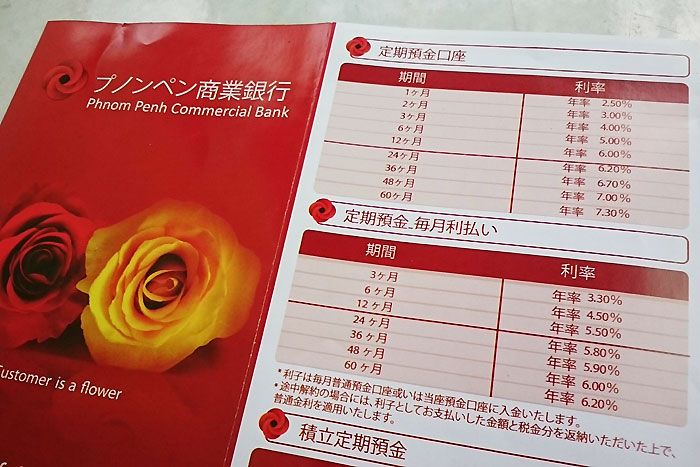 プノンペン商業銀行
Phnom Penh Commercial Bank
Customer is a flower
定期預金口座
期間 利率
1ヶ月 年率 2.50%
2ヶ月 年率 3.00%
3ヶ月 年率 4.00%
6ヶ月 年率 5.00%
12ヶ月 年率 6.00%
24ヶ月 年率 6.20%
36ヶ月 年率 6.70%
48ヶ月 年率 7.00%
60ヶ月 年率 7.30%
定期預金_毎月利払い
期間 利率
3ヶ月 年率 3.30%
6ヶ月 年率 4.50%
12ヶ月 年率 5.50%
24ヶ月 年率 5.80%
36ヶ月 年率 5.90%
48ヶ月 年率 6.00%
60ヶ月 年率 6.20%
*利子は毎月普通預金口座或いは当座預金口座に入金いたします。
*途中解約の場合には、利子としてお支払いした金額と税金分を返納いただいた上で、
普通金利を適用いたします。
積立定期預金